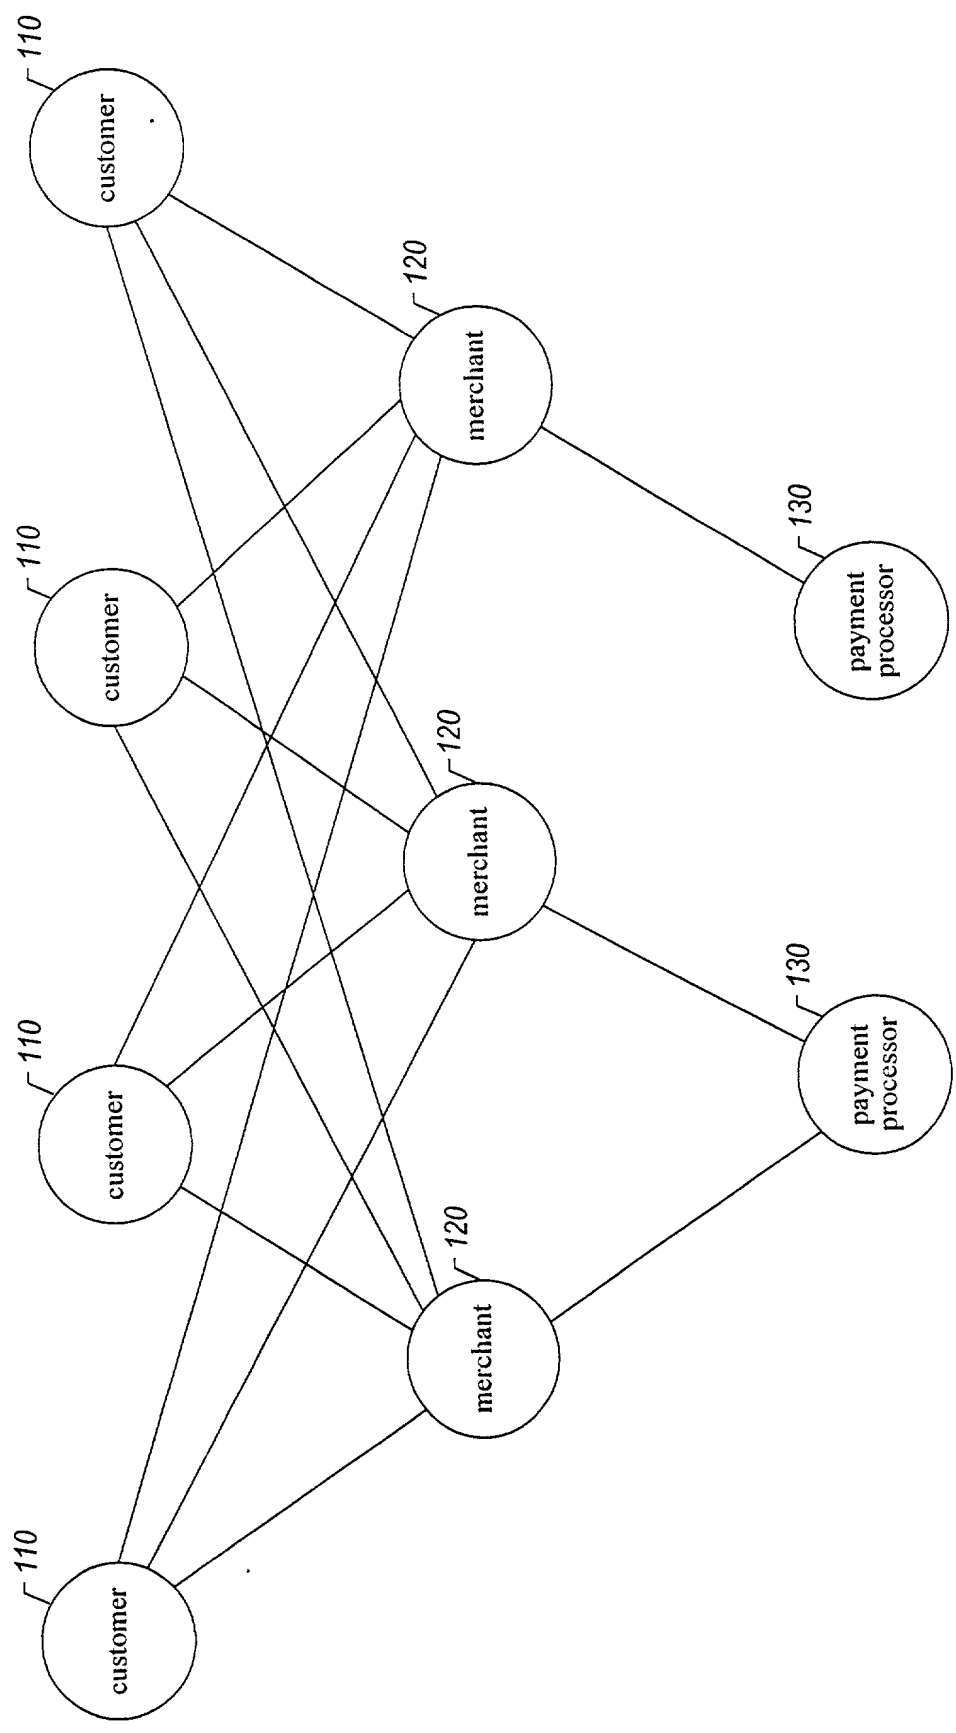 110
110
110
110
customer
customer
customer
customer
120
120
120
merchant
merchant
merchant
130
130
payment
processor
payment
processor